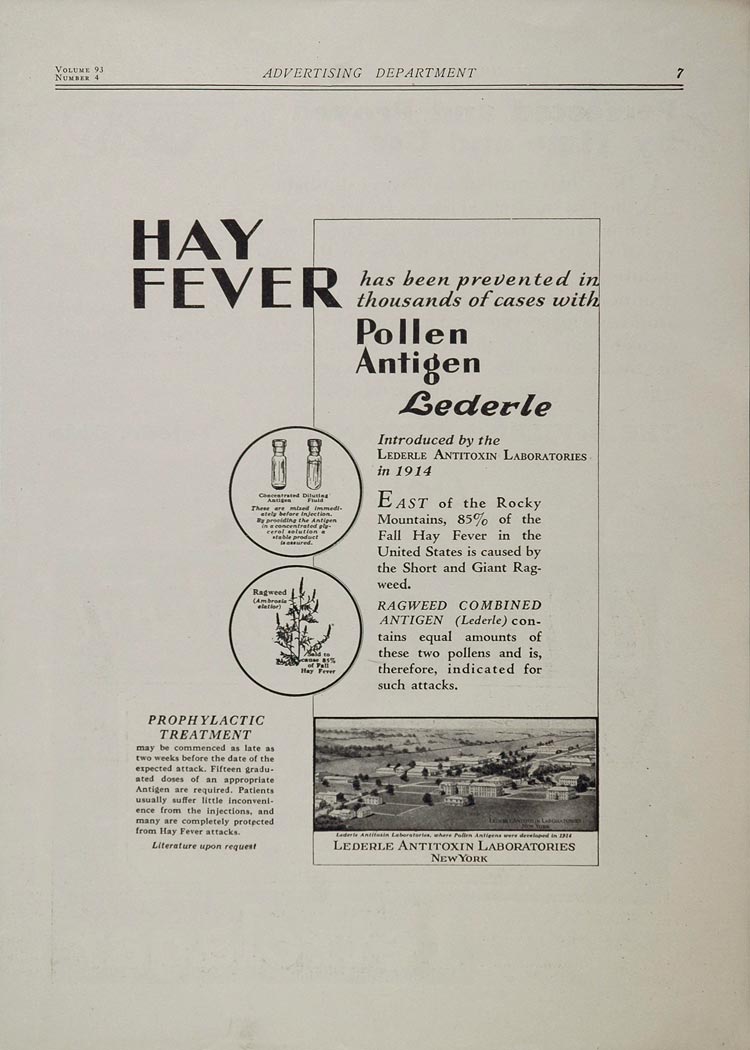 VOLUME 93
NUMBER 4
ADVERTISING DEPARTMENT
7
HAY
FEVER
has been prevented in
thousands of cases with
Pollen
Antigen
Lederle
Introduced by the
LEDERLE ANTITOXIN LABORATORIES
in 1914
EAST of the Rocky
Mountains, 85% of the
Fall Hay Fever in the
United States is caused by
the Short and Giant Rag-
weed.
RAGWEED COMBINED
ANTIGEN (Lederle) con-
tains equal amounts of
these two pollens and is,
therefore, indicated for
such attacks.
Concentrated Diluting
Antigen Fluid
These are mixed immedi-
ately before injection.
By providing the Antigen
in a concentrated gly-
cerol solution a
stable product
is assured.
Ragweed
(Ambrosia
elatior)
Said to
cause 85%
of Fall
Hay Fever
PROPHYLACTIC
TREATMENT
may be commenced as late as
two weeks before the date of the
expected attack. Fifteen gradu-
ated doses of an appropriate
Antigen are required. Patients
usually suffer little inconveni-
ence from the injections, and
many are completely protected
from Hay Fever attacks.
Literature upon request
LEDERLE ANTITOXIN LABORATORIES
NEW YORK
Lederle Antitoxin Laboratories, where Pollen Antigens were developed in 1914
LEDERLE ANTITOXIN LABORATORIES
NEW YORK